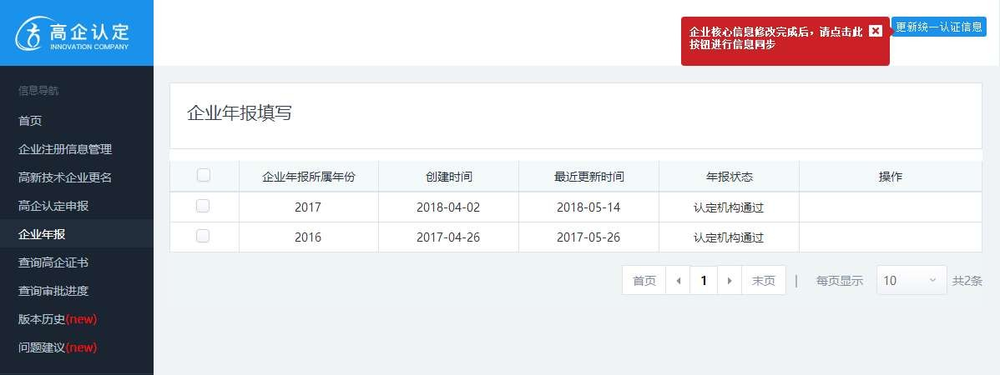 高企认定
INNOVATION COMPANY
企业核心信息修改完成后，请点击此
按钮进行信息同步
更新统一认证信息
信息导航
首页
企业注册信息管理
高新技术企业更名
高企认定申报
企业年报
查询高企证书
查询审批进度
版本历史(new)
问题建议(new)
企业年报填写
企业年报所属年份 创建时间 最近更新时间 年报状态 操作
2017 2018-04-02 2018-05-14 认定机构通过
2016 2017-04-26 2017-05-26 认定机构通过
首页 1 末页 | 每页显示 10 共2条